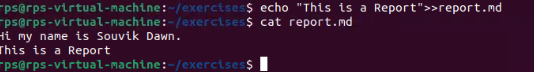 rps@rps-virtual-machine:~/exercises$ echo "This is a Report">>report.md
rps@rps-virtual-machine:~/exercises$ cat report.md
Hi my name is Souvik Dawn.
This is a Report
rps@rps-virtual-machine:~/exercises$